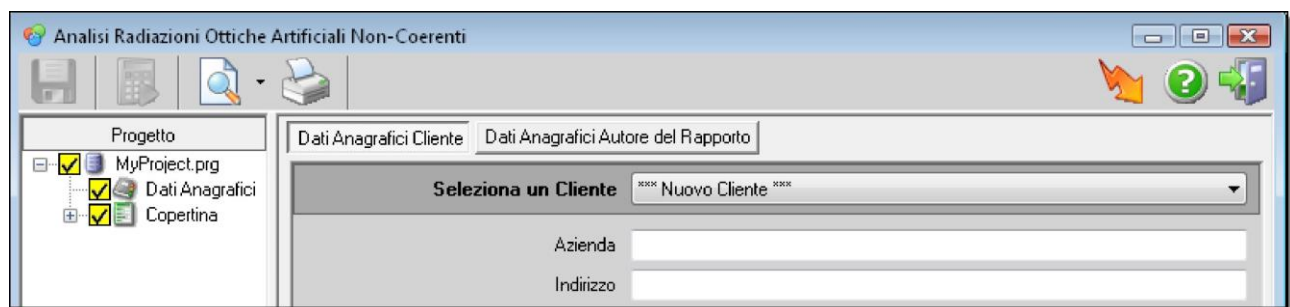 Analisi Radiazioni Ottiche Artificiali Non-Coerenti
Progetto
MyProject.prg
Dati Anagrafici
Copertina
Dati Anagrafici Cliente
Dati Anagrafici Autore del Rapporto
Seleziona un Cliente
*** Nuovo Cliente ***
Azienda
Indirizzo